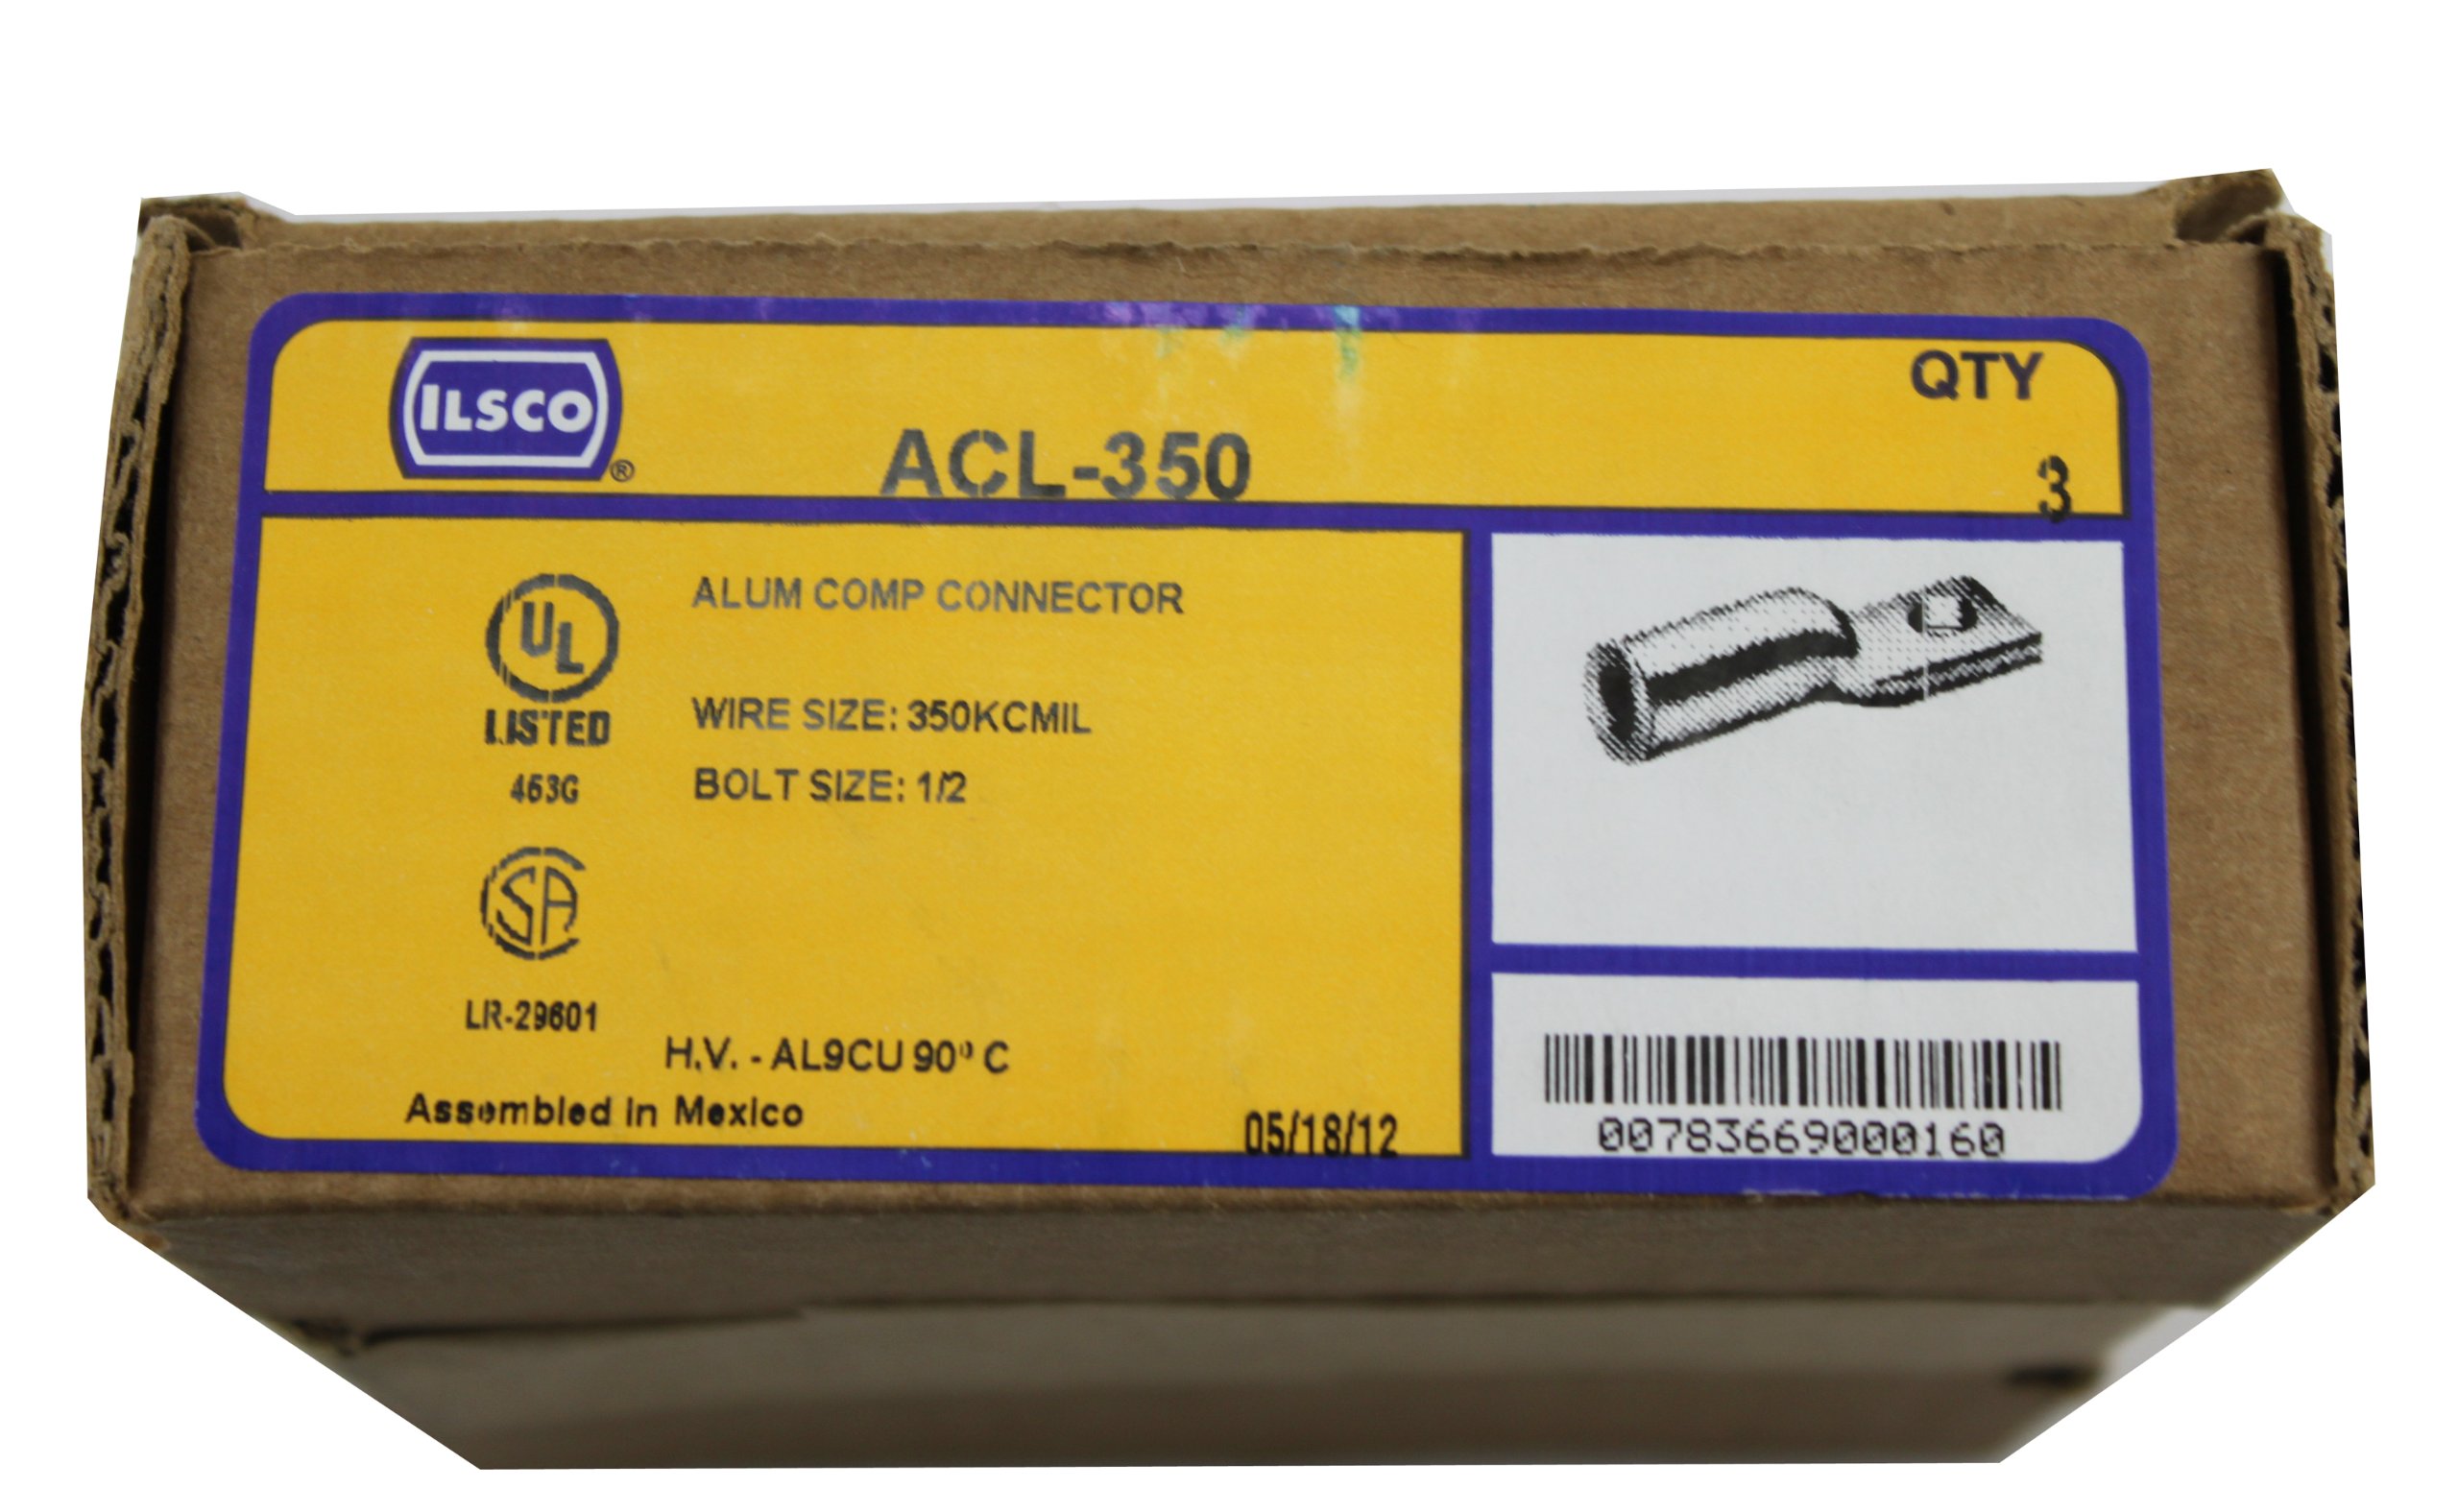 ILSCO®
QTY
ACL-350
3
UL
LISTED
463G
ALUM COMP CONNECTOR
WIRE SIZE: 350KCMIL
BOLT SIZE: 1/2
SA
LR-29601
H.V. - AL9CU 90° C
Assembled in Mexico
05/18/12
00783669000160